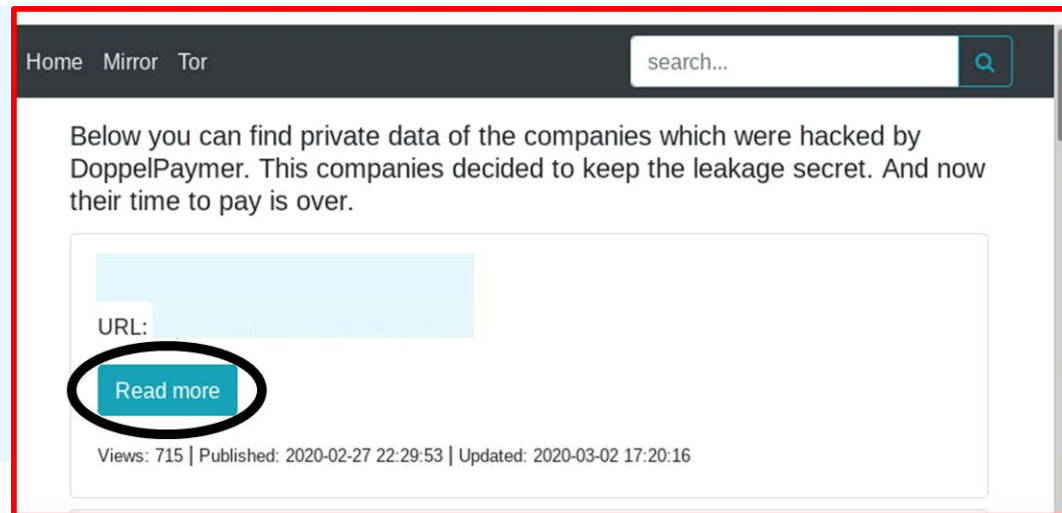 Home Mirror Tor search...
Below you can find private data of the companies which were hacked by
DoppelPaymer. This companies decided to keep the leakage secret. And now
their time to pay is over.
URL:
Read more
Views: 715 | Published: 2020-02-27 22:29:53 | Updated: 2020-03-02 17:20:16